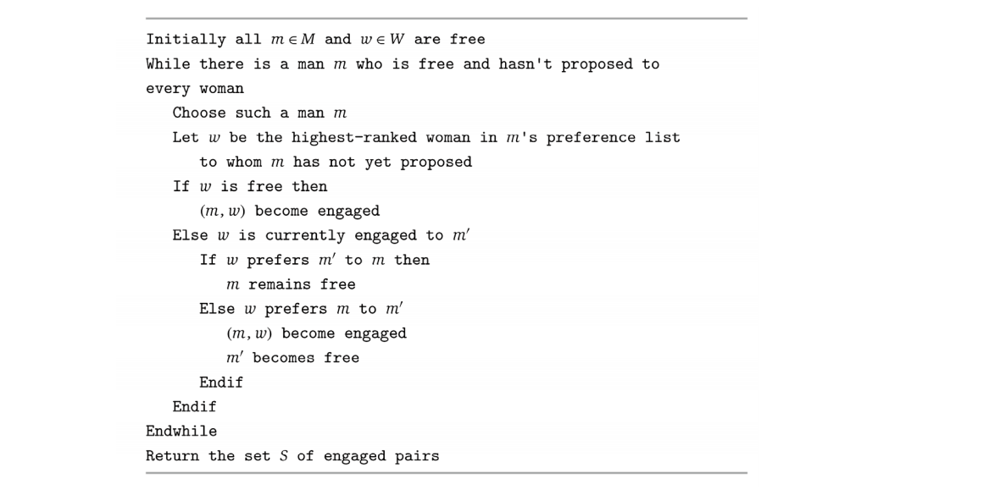 Initially all m ∈ M and w ∈ W are free
While there is a man m who is free and hasn't proposed to
every woman
Choose such a man m
Let w be the highest-ranked woman in m's preference list
to whom m has not yet proposed
If w is free then
(m, w) become engaged
Else w is currently engaged to m′
If w prefers m′ to m then
m remains free
Else w prefers m to m′
(m, w) become engaged
m′ becomes free
Endif
Endif
Endwhile
Return the set S of engaged pairs